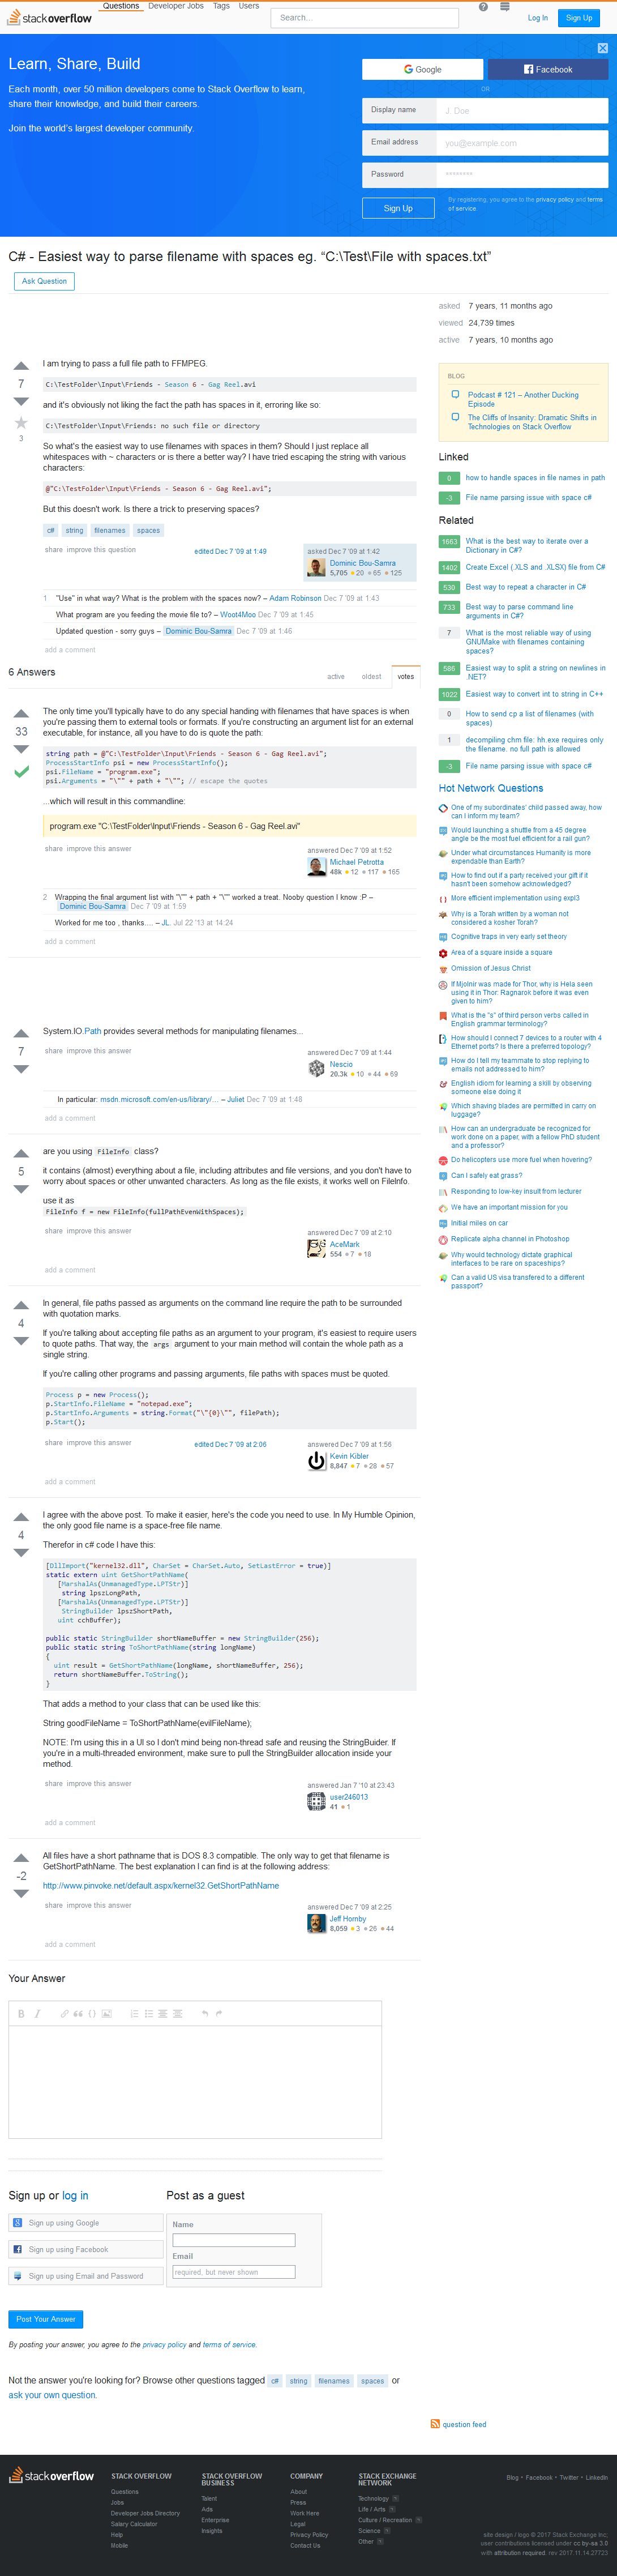 stackoverflow
Questions Developer Jobs Tags Users
Search...
Log In Sign Up
Learn, Share, Build
Each month, over 50 million developers come to Stack Overflow to learn,
share their knowledge, and build their careers.
Join the world's largest developer community.
Google
Facebook
OR
Display name J. Doe
Email address you@example.com
Password ********
Sign Up
By registering, you agree to the privacy policy and terms
of service
C# - Easiest way to parse filename with spaces eg. “C:\Test\File with spaces.txt”
Ask Question
asked 7 years, 11 months ago
viewed 24,739 times
active 7 years, 10 months ago
7
3
I am trying to pass a full file path to FFMPEG.
C:\TestFolder\Input\Friends - Season 6 - Gag Reel.avi
and it's obviously not liking the fact the path has spaces in it, erroring like so:
C:\TestFolder\Input\Friends: no such file or directory
So what's the easiest way to use filenames with spaces in them? Should I just replace all
whitespaces with ~ characters or is there a better way? I have tried escaping the string with various
characters:
@"C:\TestFolder\Input\Friends - Season 6 - Gag Reel.avi";
But this doesn't work. Is there a trick to preserving spaces?
c# string filenames spaces
share improve this question
edited Dec 7 '09 at 1:49
asked Dec 7 '09 at 1:42
Dominic Bou-Samra
5,705 20 65 125
1 "Use" in what way? What is the problem with the spaces now? – Adam Robinson Dec 7 '09 at 1:43
What program are you feeding the movie file to? – Woot4Moo Dec 7 '09 at 1:45
Updated question - sorry guys – Dominic Bou-Samra Dec 7 '09 at 1:46
add a comment
BLOG
Podcast # 121 – Another Ducking
Episode
The Cliffs of Insanity: Dramatic Shifts in
Technologies on Stack Overflow
Linked
0 how to handle spaces in file names in path
-3 File name parsing issue with space c#
Related
1663 What is the best way to iterate over a
Dictionary in C#?
1402 Create Excel (.XLS and .XLSX) file from C#
530 Best way to repeat a character in C#
733 Best way to parse command line
arguments in C#?
7 What is the most reliable way of using
GNUMake with filenames containing
spaces?
586 Easiest way to split a string on newlines in
.NET?
1022 Easiest way to convert int to string in C++
0 How to send cp a list of filenames (with
spaces)
1 decompiling chm file: hh.exe requires only
the filename. no full path is allowed
-3 File name parsing issue with space c#
Hot Network Questions
One of my subordinates' child passed away, how
can I inform my team?
Would launching a shuttle from a 45 degree
angle be the most fuel efficient for a rail gun?
Under what circumstances Humanity is more
expendable than Earth?
How to find out if a party received your gift if it
hasn't been somehow acknowledged?
More efficient implementation using expl3
Why is a Torah written by a woman not
considered a kosher Torah?
Cognitive traps in very early set theory
Area of a square inside a square
Omission of Jesus Christ
If Mjolnir was made for Thor, why is Hela seen
using it in Thor: Ragnarok before it was even
given to him?
What is the "s" of third person verbs called in
English grammar terminology?
How should I connect 7 devices to a router with 4
Ethernet ports? Is there a preferred topology?
How do I tell my teammate to stop replying to
emails not addressed to him?
English idiom for learning a skill by observing
someone else doing it
Which shaving blades are permitted in carry on
luggage?
How can an undergraduate be recognized for
work done on a paper, with a fellow PhD student
and a professor?
Do helicopters use more fuel when hovering?
Can I safely eat grass?
Responding to low-key insult from lecturer
We have an important mission for you
Initial miles on car
Replicate alpha channel in Photoshop
Why would technology dictate graphical
interfaces to be rare on spaceships?
Can a valid US visa transfered to a different
passport?
6 Answers
active oldest votes
33
The only time you'll typically have to do any special handling with filenames that have spaces is when
you're passing them to external tools or formats. If you're constructing an argument list for an external
executable, for instance, all you have to do is quote the path:
string path = @"C:\TestFolder\Input\Friends - Season 6 - Gag Reel.avi";
ProcessStartInfo psi = new ProcessStartInfo();
psi.FileName = "program.exe";
psi.Arguments = "\"" + path + "\""; // escape the quotes
...which will result in this commandline:
program.exe "C:\TestFolder\Input\Friends - Season 6 - Gag Reel.avi"
share improve this answer
answered Dec 7 '09 at 1:52
Michael Petrotta
48k 12 117 165
2 Wrapping the final argument list with "\"" + path + "\"" worked a treat. Nooby question I know :P –
Dominic Bou-Samra Dec 7 '09 at 1:59
Worked for me too , thanks.... – JL. Jul 22 '13 at 14:24
add a comment
7
System.IO.Path provides several methods for manipulating filenames...
share improve this answer
answered Dec 7 '09 at 1:44
Nescio
20.3k 10 44 69
In particular: msdn.microsoft.com/en-us/library/... – Juliet Dec 7 '09 at 1:48
add a comment
5
are you using FileInfo class?
it contains (almost) everything about a file, including attributes and file versions, and you don't have to
worry about spaces or other unwanted characters. As long as the file exists, it works well on FileInfo.
use it as
FileInfo f = new FileInfo(fullPathEvenWithSpaces);
share improve this answer
answered Dec 7 '09 at 2:10
AceMark
554 7 18
add a comment
4
In general, file paths passed as arguments on the command line require the path to be surrounded
with quotation marks.
If you're talking about accepting file paths as an argument to your program, it's easiest to require users
to quote paths. That way, the args argument to your main method will contain the whole path as a
single string.
If you're calling other programs and passing arguments, file paths with spaces must be quoted.
Process p = new Process();
p.StartInfo.FileName = "notepad.exe";
p.StartInfo.Arguments = string.Format("\"{0}\"", filePath);
p.Start();
share improve this answer
edited Dec 7 '09 at 2:06
answered Dec 7 '09 at 1:56
Kevin Kibler
8,847 7 28 57
add a comment
4
I agree with the above post. To make it easier, here's the code you need to use. In My Humble Opinion,
the only good file name is a space-free file name.
Therefor in c# code I have this:
[DllImport("kernel32.dll", CharSet = CharSet.Auto, SetLastError = true)]
static extern uint GetShortPathName(
[MarshalAs(UnmanagedType.LPTStr)]
string lpszLongPath,
[MarshalAs(UnmanagedType.LPTStr)]
StringBuilder lpszShortPath,
uint cchBuffer);
public static StringBuilder shortNameBuffer = new StringBuilder(256);
public static string ToShortPathName(string longName)
{
uint result = GetShortPathName(longName, shortNameBuffer, 256);
return shortNameBuffer.ToString();
}
That adds a method to your class that can be used like this:
String goodFileName = ToShortPathName(evilFileName);
NOTE: I'm using this in a UI so I don't mind being non-thread safe and reusing the StringBuider. If
you're in a multi-threaded environment, make sure to pull the StringBuilder allocation inside your
method.
share improve this answer
answered Jan 7 '10 at 23:43
user246013
41 1
add a comment
-2
All files have a short pathname that is DOS 8.3 compatible. The only way to get that filename is
GetShortPathName. The best explanation I can find is at the following address:
http://www.pinvoke.net/default.aspx/kernel32.GetShortPathName
share improve this answer
answered Dec 7 '09 at 2:25
Jeff Hornby
8,059 3 26 44
add a comment
Your Answer
Sign up or log in
Sign up using Google
Sign up using Facebook
Sign up using Email and Password
Post as a guest
Name
Email
required, but never shown
Post Your Answer
By posting your answer, you agree to the privacy policy and terms of service.
Not the answer you're looking for? Browse other questions tagged c# string filenames spaces or
ask your own question.
question feed
stackoverflow
STACK OVERFLOW
Questions
Jobs
Developer Jobs Directory
Salary Calculator
Help
Mobile
STACK OVERFLOW
BUSINESS
Talent
Ads
Enterprise
Insights
COMPANY
About
Press
Work Here
Legal
Privacy Policy
Contact Us
STACK EXCHANGE
NETWORK
Technology
Life / Arts
Culture / Recreation
Science
Other
Blog • Facebook • Twitter • LinkedIn
site design / logo © 2017 Stack Exchange Inc;
user contributions licensed under cc by-sa 3.0
with attribution required. rev 2017.11.14.27723